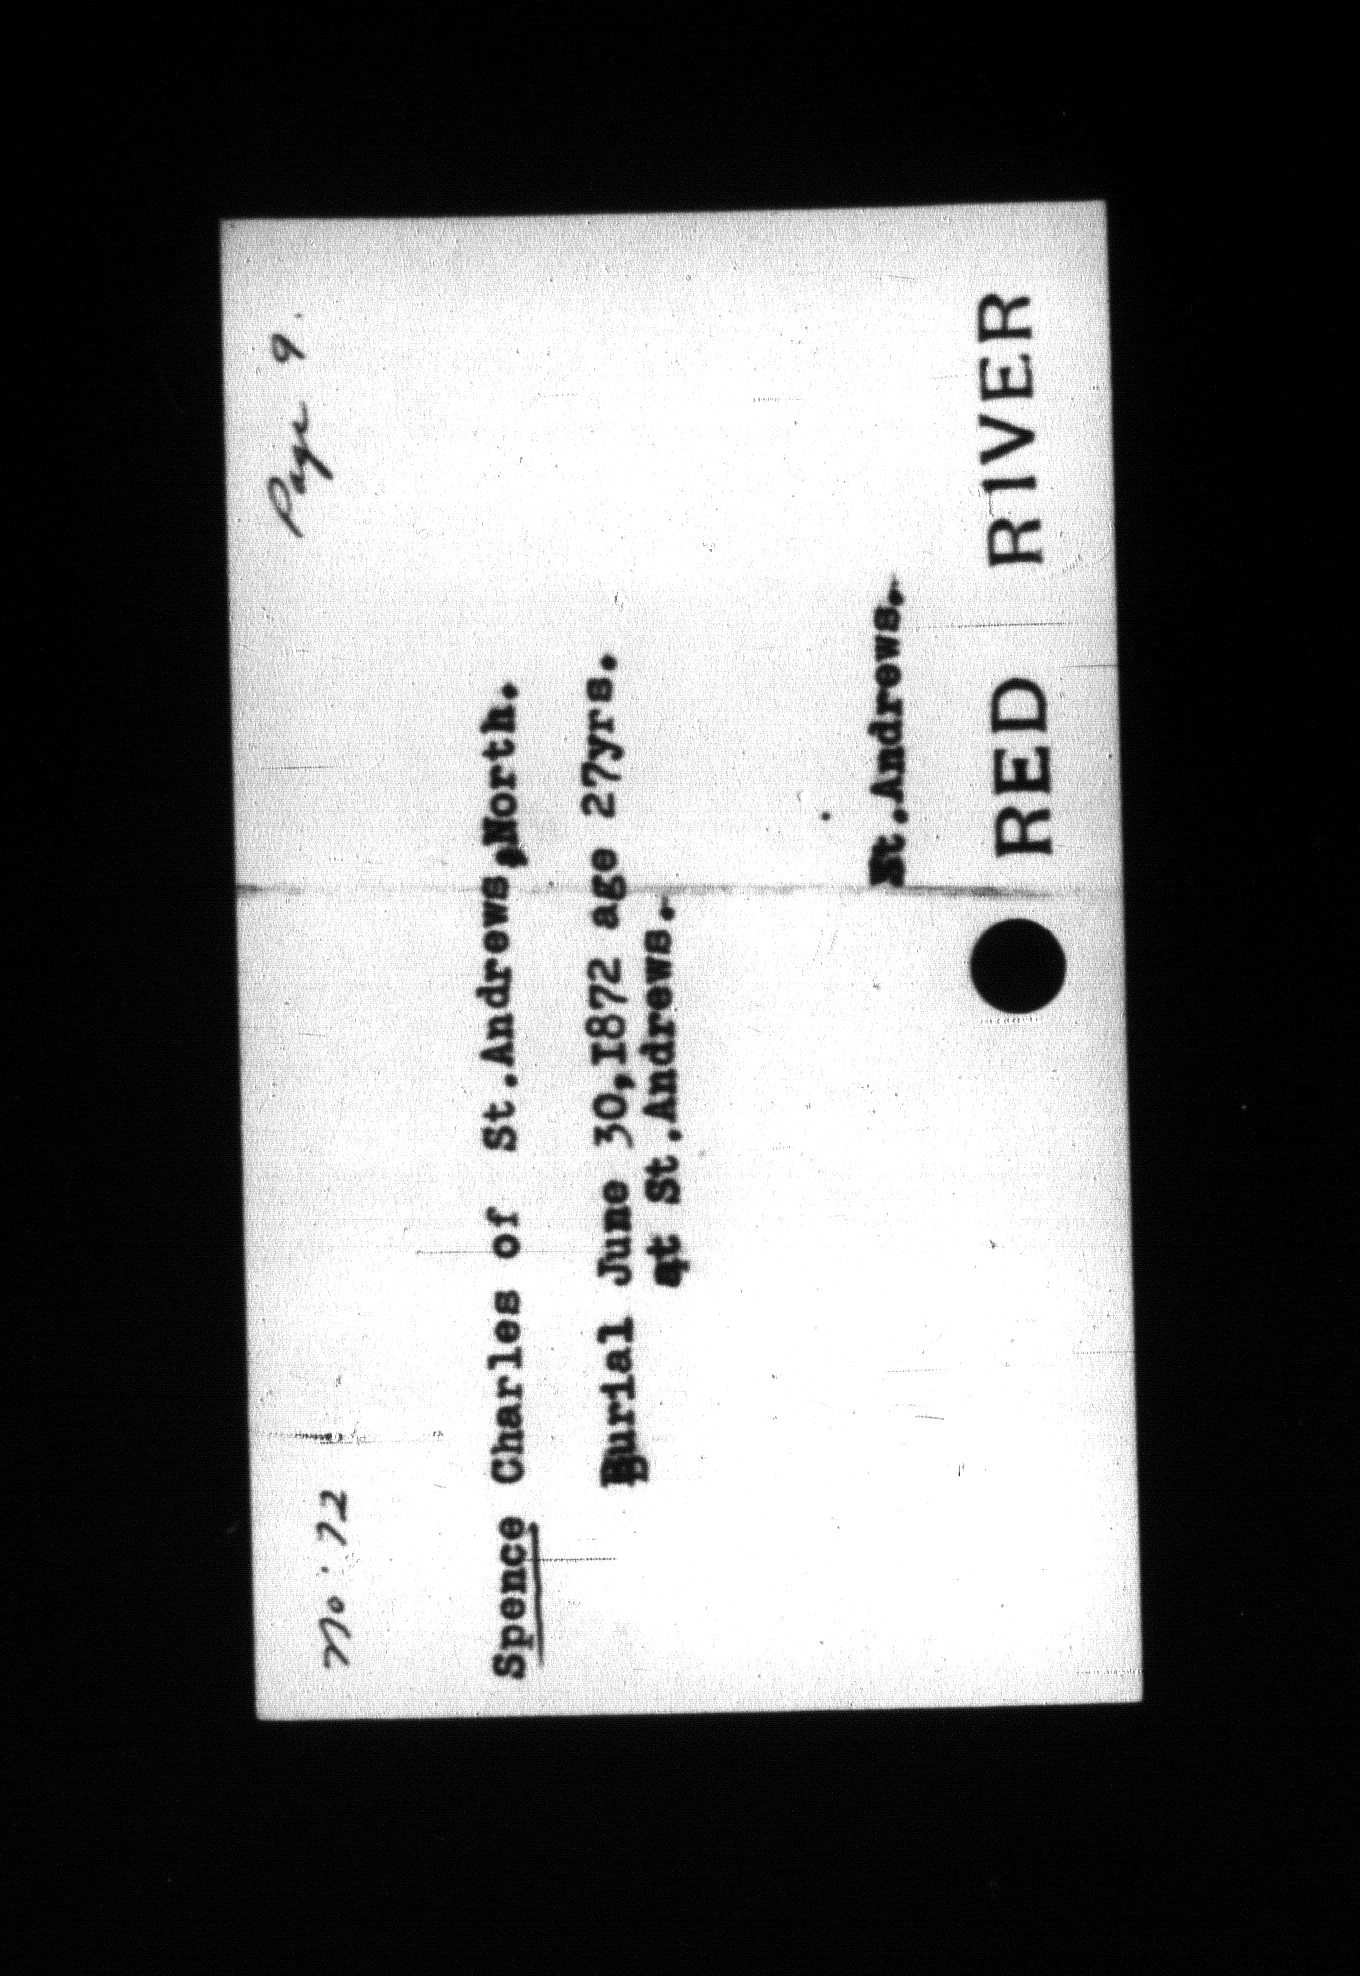 No. 72 Page 9.
Spence Charles of St.Andrews,North.
Burial June 30,1872 age 27yrs.
at St.Andrews.
St.Andrews.
RED RIVER